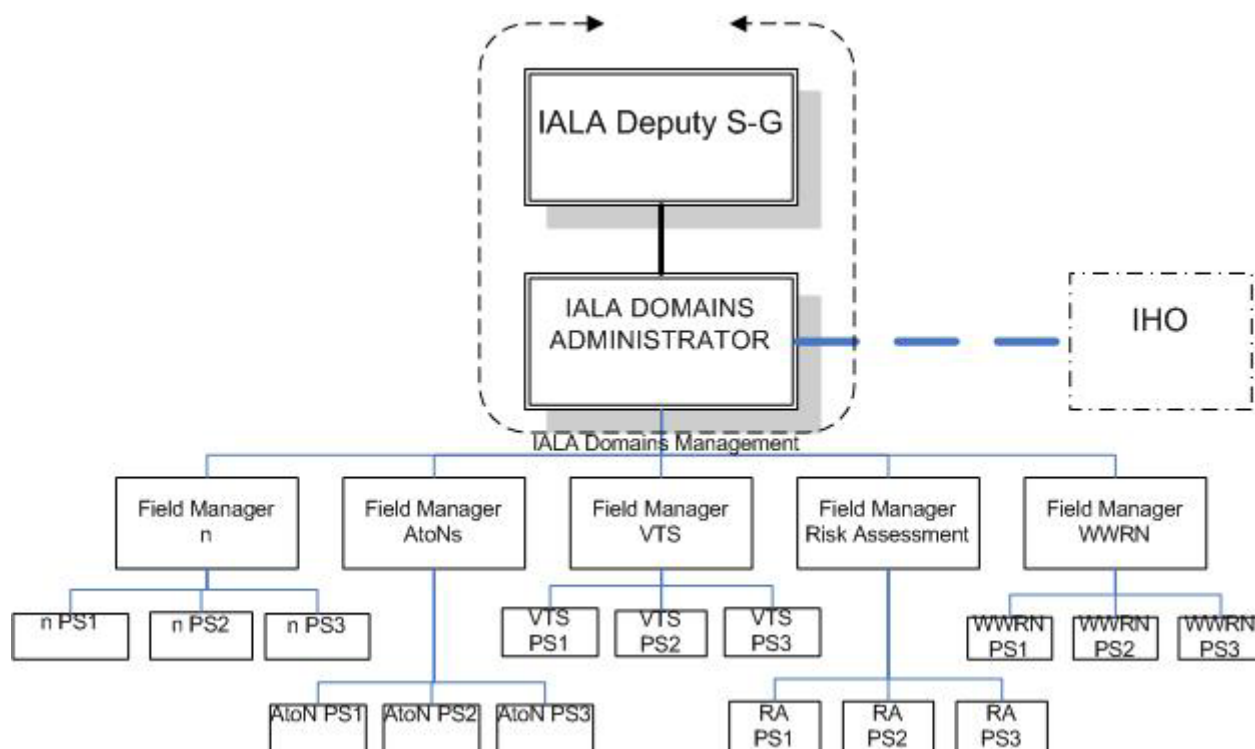 IALA Deputy S-G
IALA DOMAINS
ADMINISTRATOR
IHO
IALA Domains Management
Field Manager
n
Field Manager
AtoNs
Field Manager
VTS
Field Manager
Risk Assessment
Field Manager
WWRN
n PS1
n PS2
n PS3
VTS
PS1
VTS
PS2
VTS
PS3
WWRN
PS1
WWRN
PS2
WWRN
PS3
AtoN PS1
AtoN PS2
AtoN PS3
RA
PS1
RA
PS2
RA
PS3